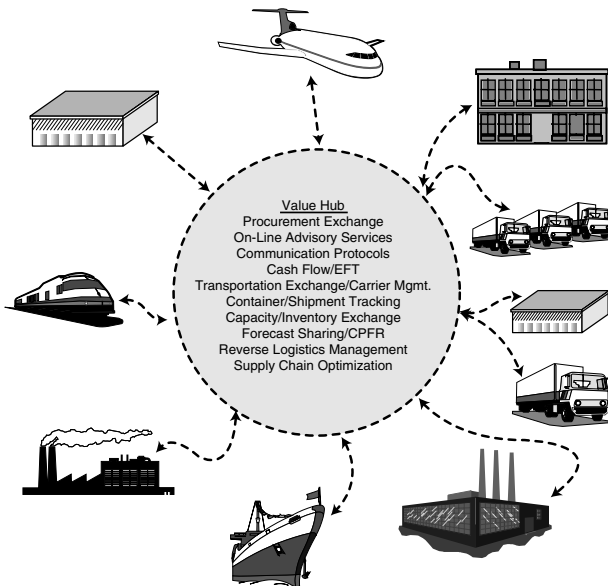 Value Hub
Procurement Exchange
On-Line Advisory Services
Communication Protocols
Cash Flow/EFT
Transportation Exchange/Carrier Mgmt.
Container/Shipment Tracking
Capacity/Inventory Exchange
Forecast Sharing/CPFR
Reverse Logistics Management
Supply Chain Optimization